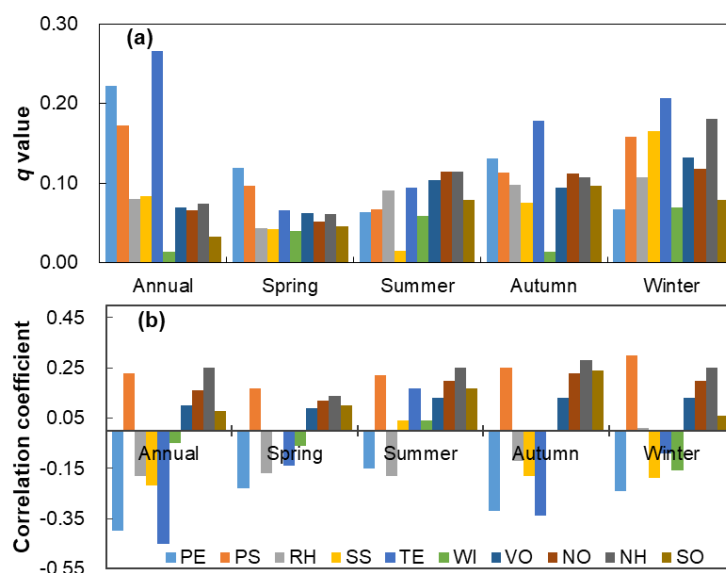 (a)
q value
0.30
0.20
0.10
0.00
Annual Spring Summer Autumn Winter
(b)
Correlation coefficient
0.45
0.25
0.05
-0.15
-0.35
-0.55
Annual Spring Summer Autumn Winter
PE PS RH SS TE WI VO NO NH SO